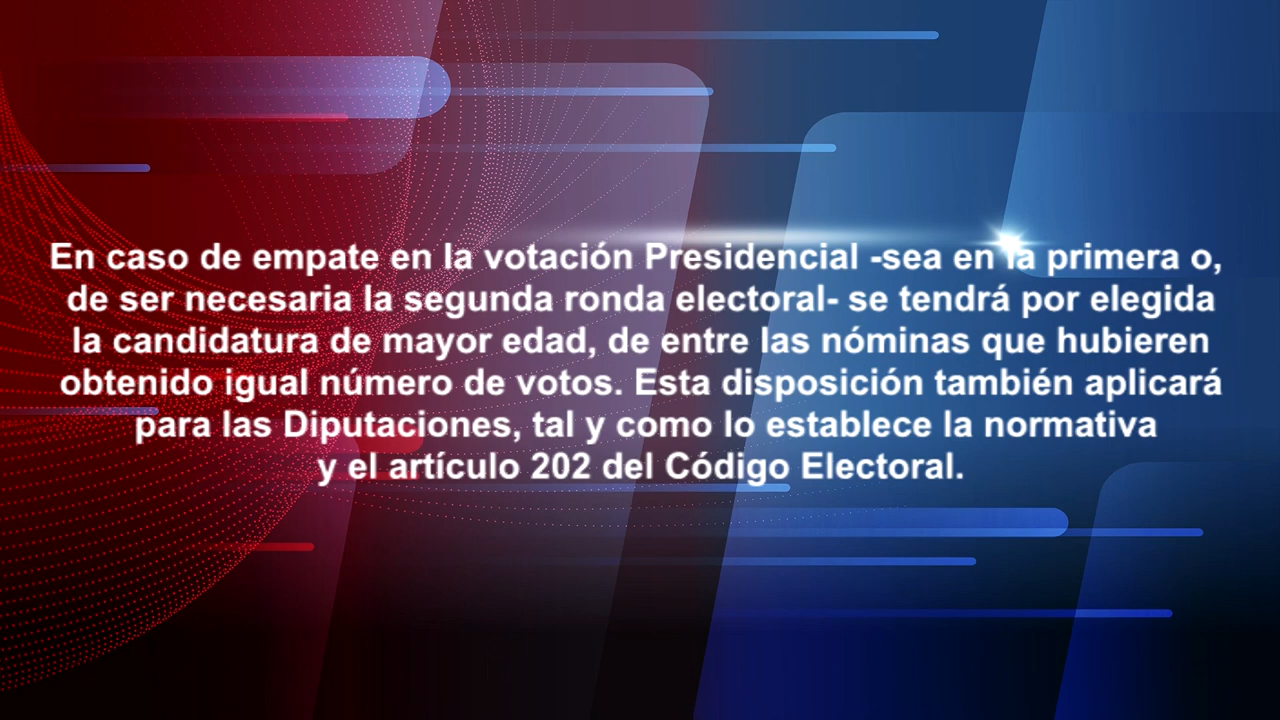 En caso de empate en la votación Presidencial -sea en la primera o,
de ser necesaria la segunda ronda electoral- se tendrá por elegida
la candidatura de mayor edad, de entre las nóminas que hubieren
obtenido igual número de votos. Esta disposición también aplicará
para las Diputaciones, tal y como lo establece la normativa
y el artículo 202 del Código Electoral.